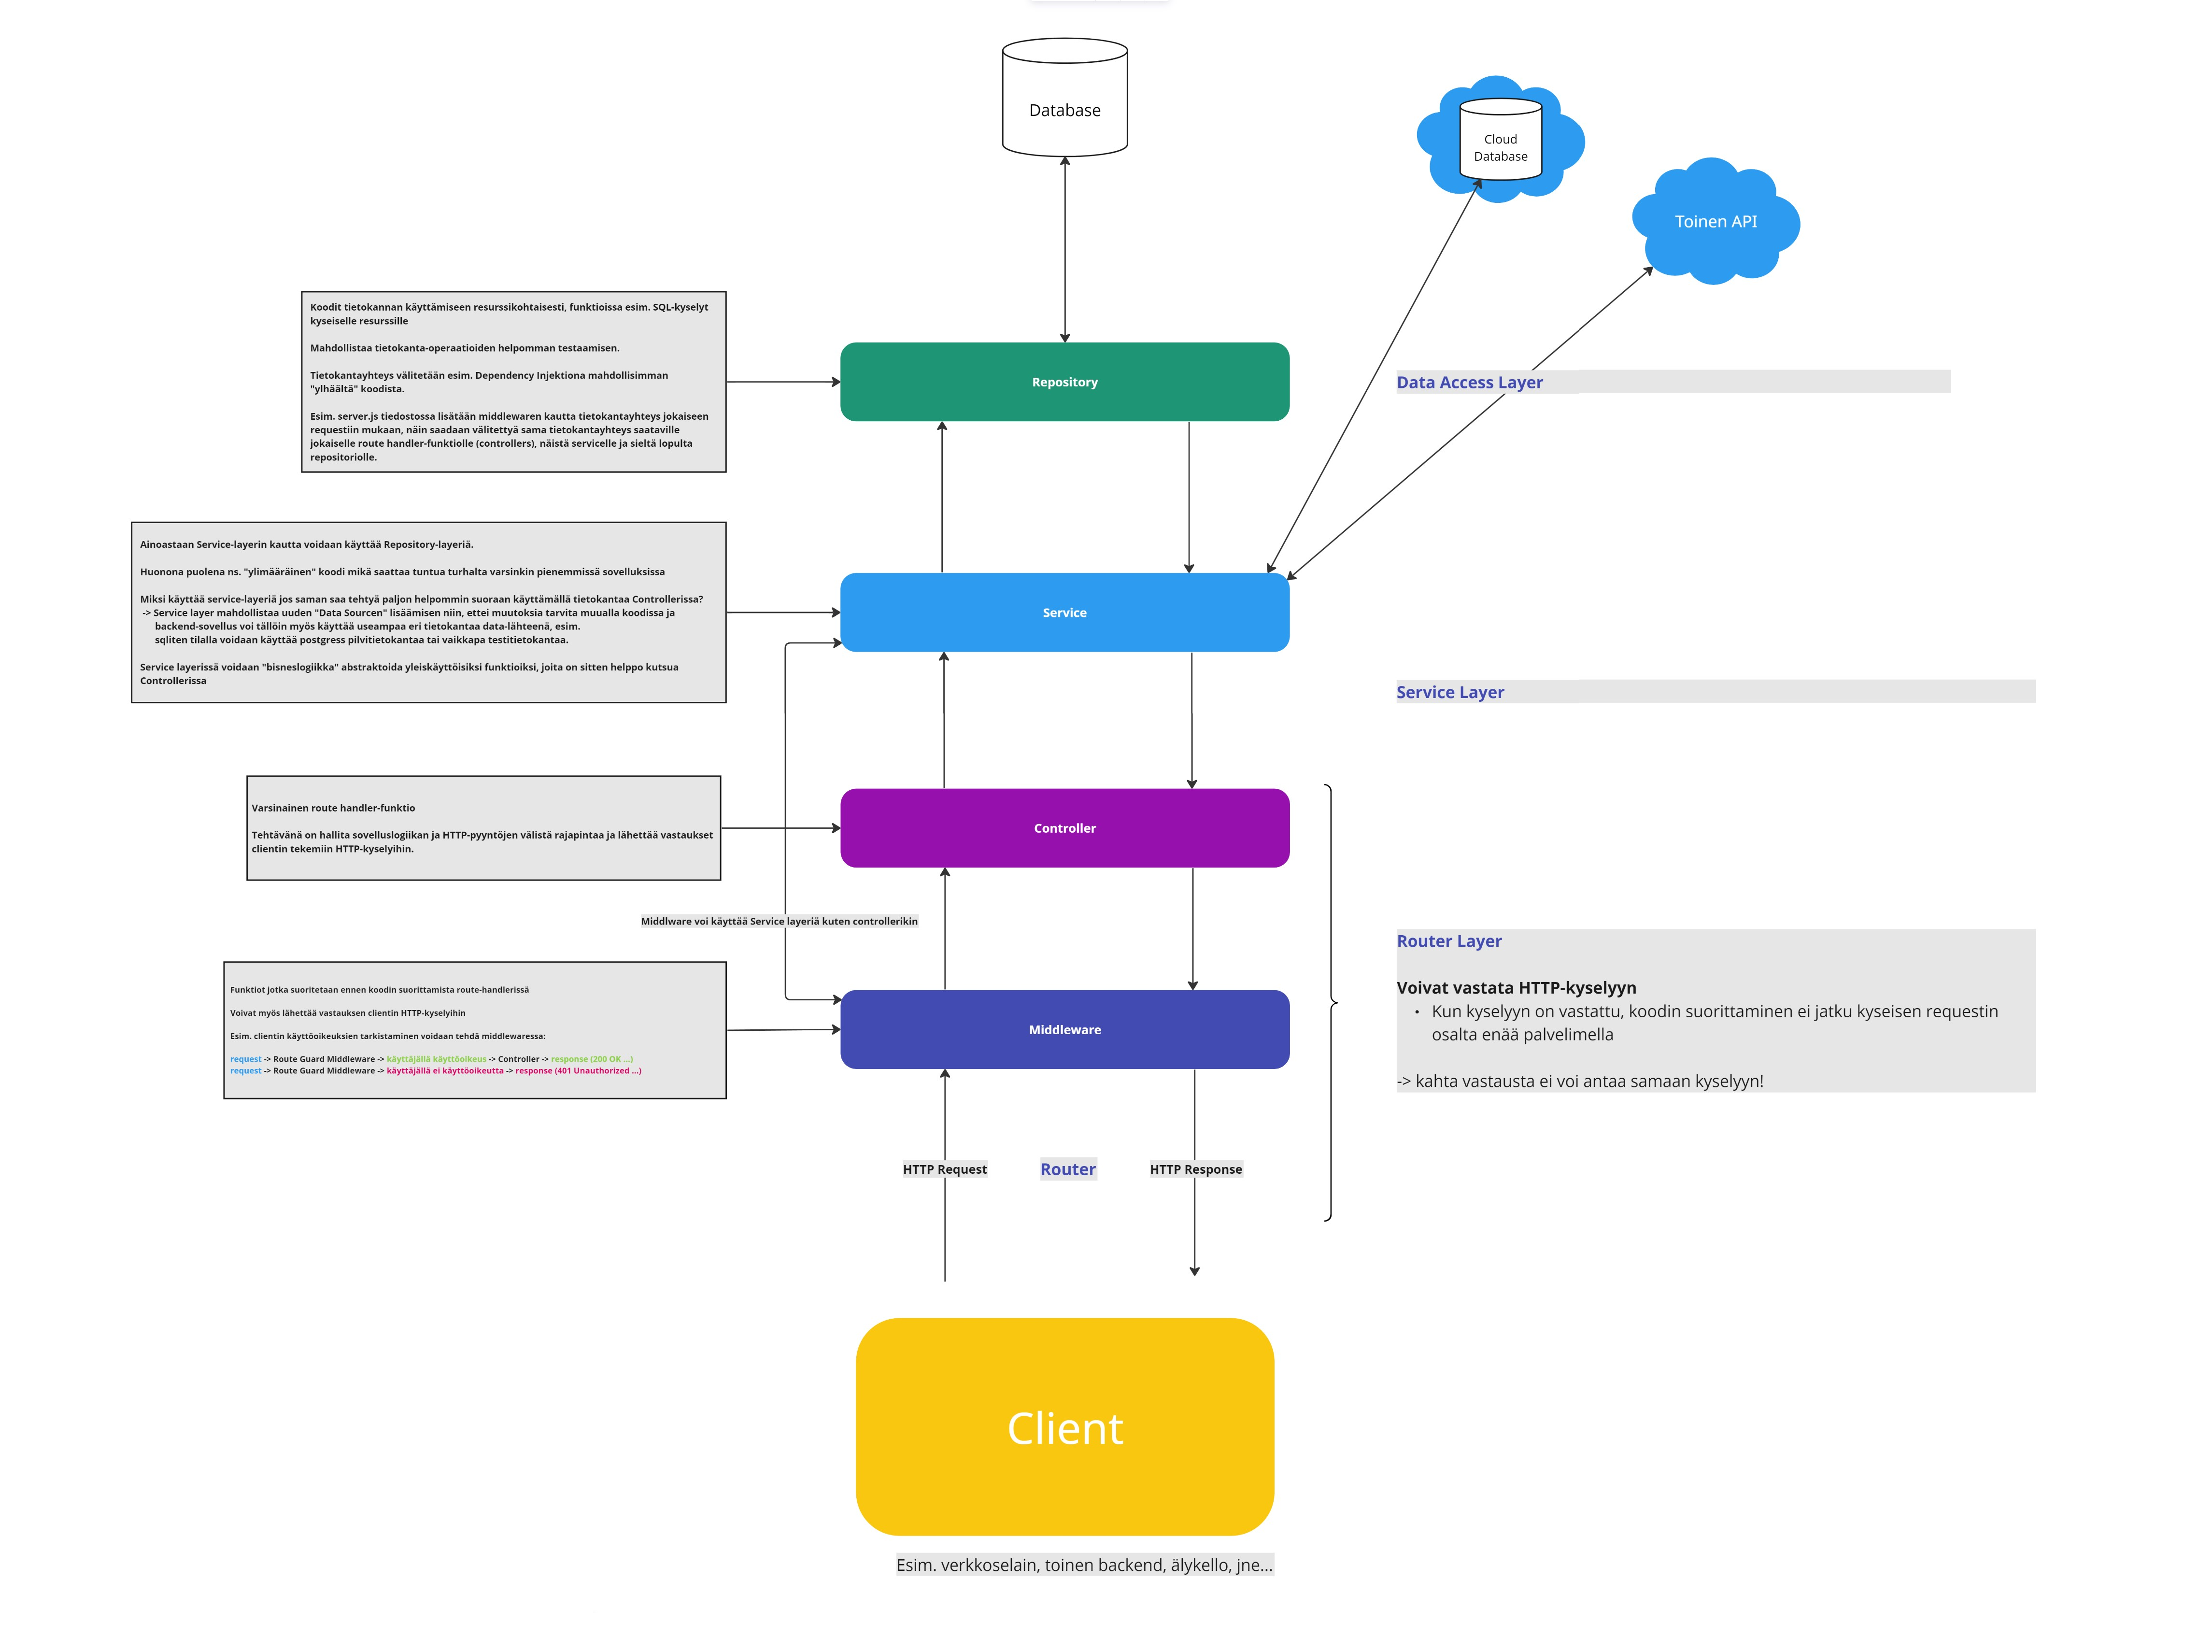 Database
Cloud
Database
Toinen API
Koodit tietokannan käyttämiseen resurssikohtaisesti, funktioissa esim. SQL-kyselyt
kyseiselle resurssille
Mahdollistaa tietokanta-operaatioiden helpomman testaamisen.
Tietokantayhteys välitetään esim. Dependency Injektiona mahdollisimman
"ylhäältä" koodista.
Esim. server.js tiedostossa lisätään middlewaren kautta tietokantayhteys jokaiseen
requestiin mukaan, näin saadaan välitettyä sama tietokantayhteys saataville
jokaiselle route handler-funktiolle (controllers), näistä servicelle ja sieltä lopulta
repositoriolle.
Repository
Data Access Layer
Ainoastaan Service-layerin kautta voidaan käyttää Repository-layeriä.
Huonona puolena ns. "ylimääräinen" koodi mikä saattaa tuntua turhalta varsinkin pienemmissä sovelluksissa
Miksi käyttää service-layeriä jos saman saa tehtyä paljon helpommin suoraan käyttämällä tietokantaa Controllerissa?
-> Service layer mahdollistaa uuden "Data Sourcen" lisäämisen niin, ettei muutoksia tarvita muualla koodissa ja
backend-sovellus voi tällöin myös käyttää useampaa eri tietokantaa data-lähteenä, esim.
sqliten tilalla voidaan käyttää postgress pilvitietokantaa tai vaikkapa testitietokantaa.
Service layerissä voidaan "bisneslogiikka" abstraktoida yleiskäyttöisiksi funktioiksi, joita on sitten helppo kutsua
Controllerissa
Service
Service Layer
Varsinainen route handler-funktio
Tehtävänä on hallita sovelluslogiikan ja HTTP-pyyntöjen välistä rajapintaa ja lähettää vastaukset
clientin tekemiin HTTP-kyselyihin.
Controller
Middlware voi käyttää Service layeriä kuten controllerikin
Router Layer
Voivat vastata HTTP-kyselyyn
• Kun kyselyyn on vastattu, koodin suorittaminen ei jatku kyseisen requestin
osalta enää palvelimella
-> kahta vastausta ei voi antaa samaan kyselyyn!
Funktiot jotka suoritetaan ennen koodin suorittamista route-handlerissä
Voivat myös lähettää vastauksen clientin HTTP-kyselyihin
Esim. clientin käyttöoikeuksien tarkistaminen voidaan tehdä middlewaressa:
request -> Route Guard Middleware -> käyttäjällä käyttöoikeus -> Controller -> response (200 OK ...)
request -> Route Guard Middleware -> käyttäjällä ei käyttöoikeutta -> response (401 Unauthorized ...)
Middleware
HTTP Request
Router
HTTP Response
Client
Esim. verkkoselain, toinen backend, älykello, jne...